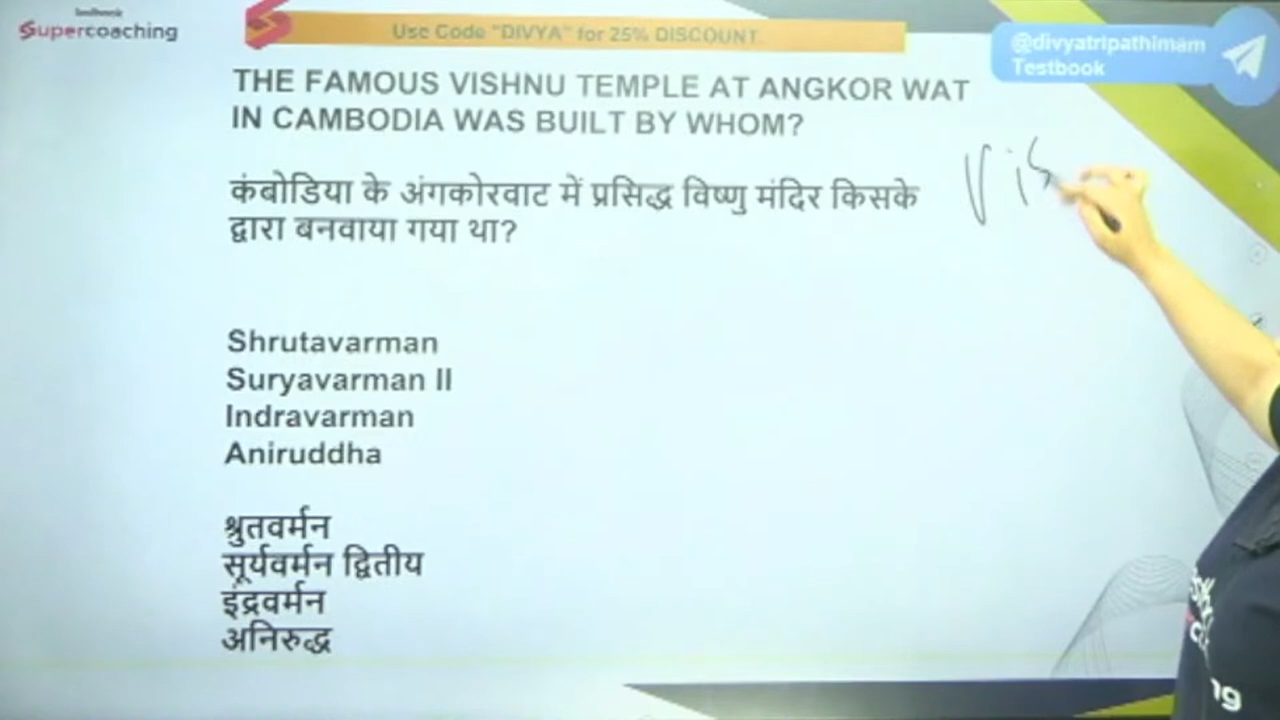 testbook
Supercoaching
Use Code "DIVYA" for 25% DISCOUNT
@divyatripathimam
Testbook
THE FAMOUS VISHNU TEMPLE AT ANGKOR WAT
IN CAMBODIA WAS BUILT BY WHOM?
Vis
कंबोडिया के अंगकोरवाट में प्रसिद्ध विष्णु मंदिर किसके
द्वारा बनवाया गया था?
Shrutavarman
Suryavarman II
Indravarman
Aniruddha
श्रुतवर्मन
सूर्यवर्मन द्वितीय
इंद्रवर्मन
अनिरुद्ध